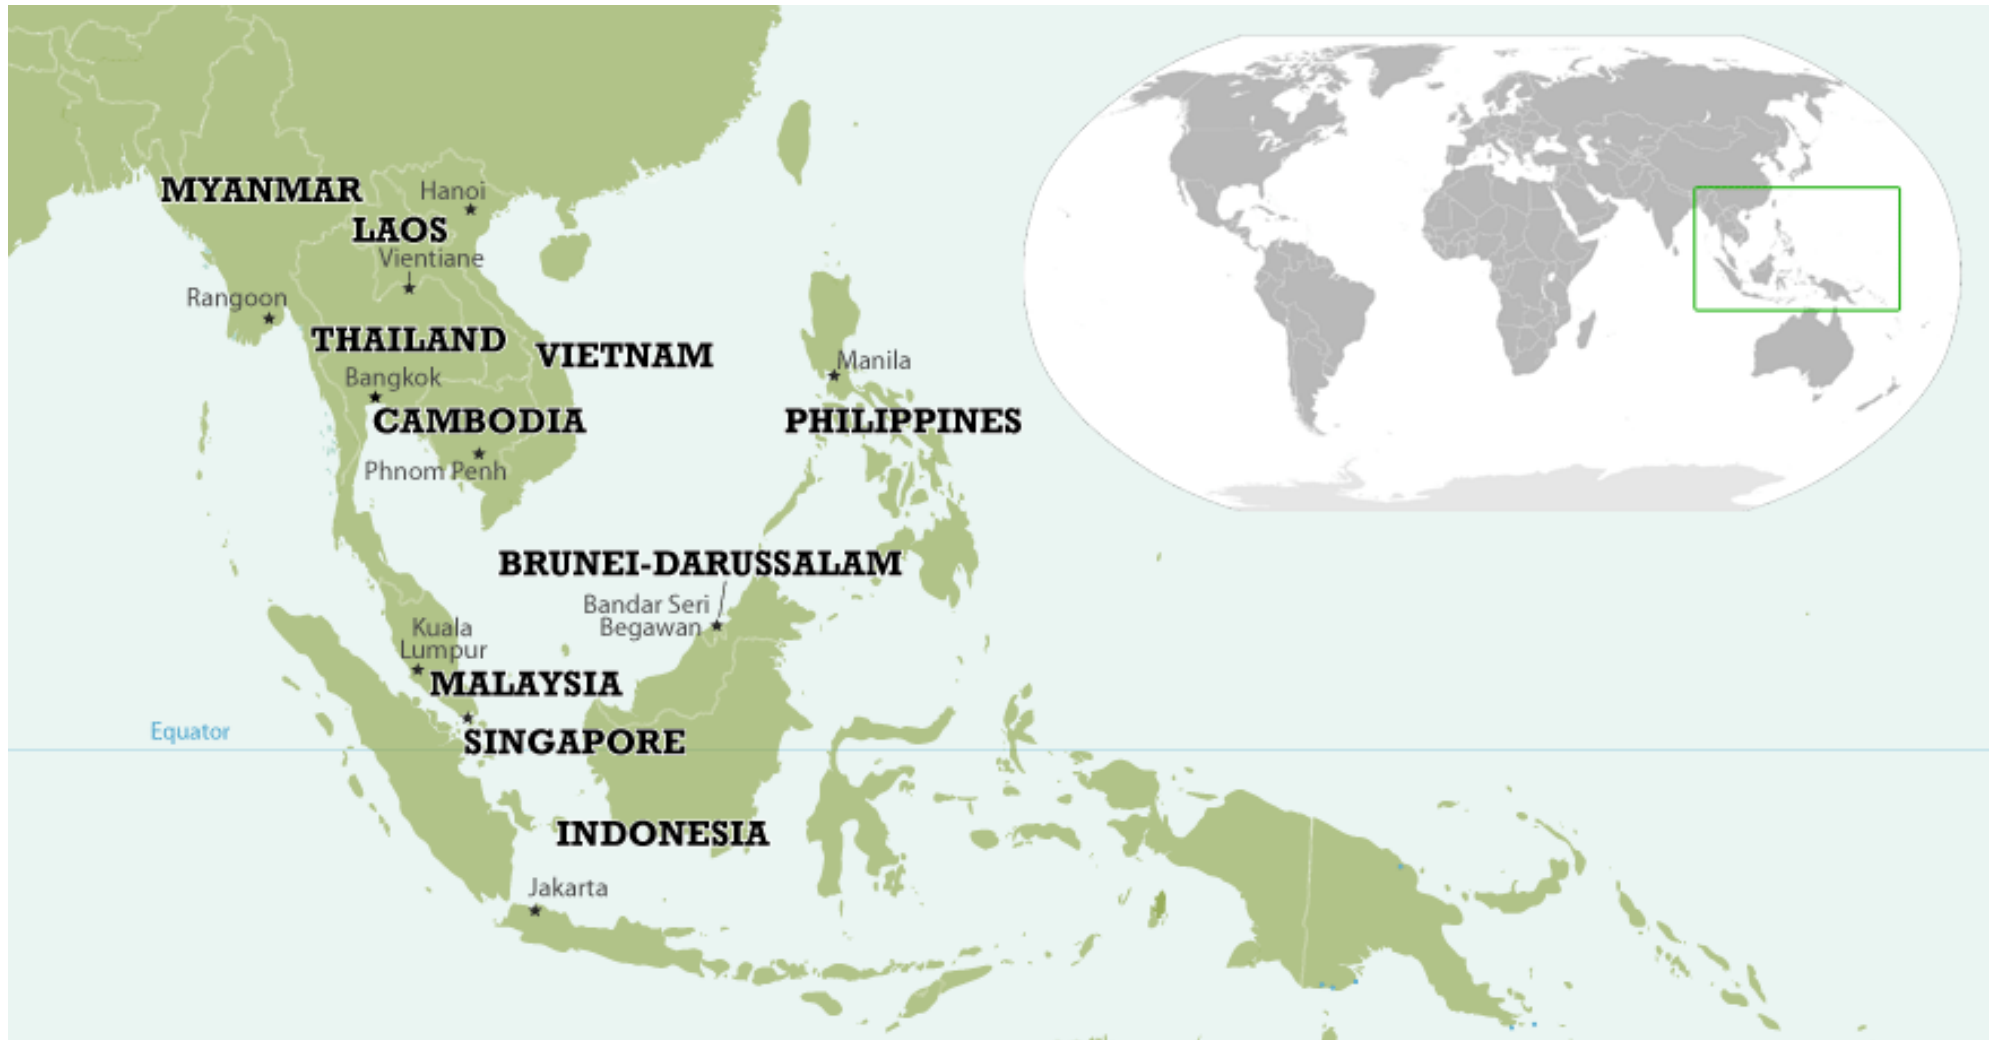 MYANMAR
Hanoi
LAOS
Vientiane
Rangoon
THAILAND
VIETNAM
Bangkok
Manila
CAMBODIA
PHILIPPINES
Phnom Penh
BRUNEI-DARUSSALAM
Bandar Seri
Begawan
Kuala
Lumpur
MALAYSIA
Equator
SINGAPORE
INDONESIA
Jakarta